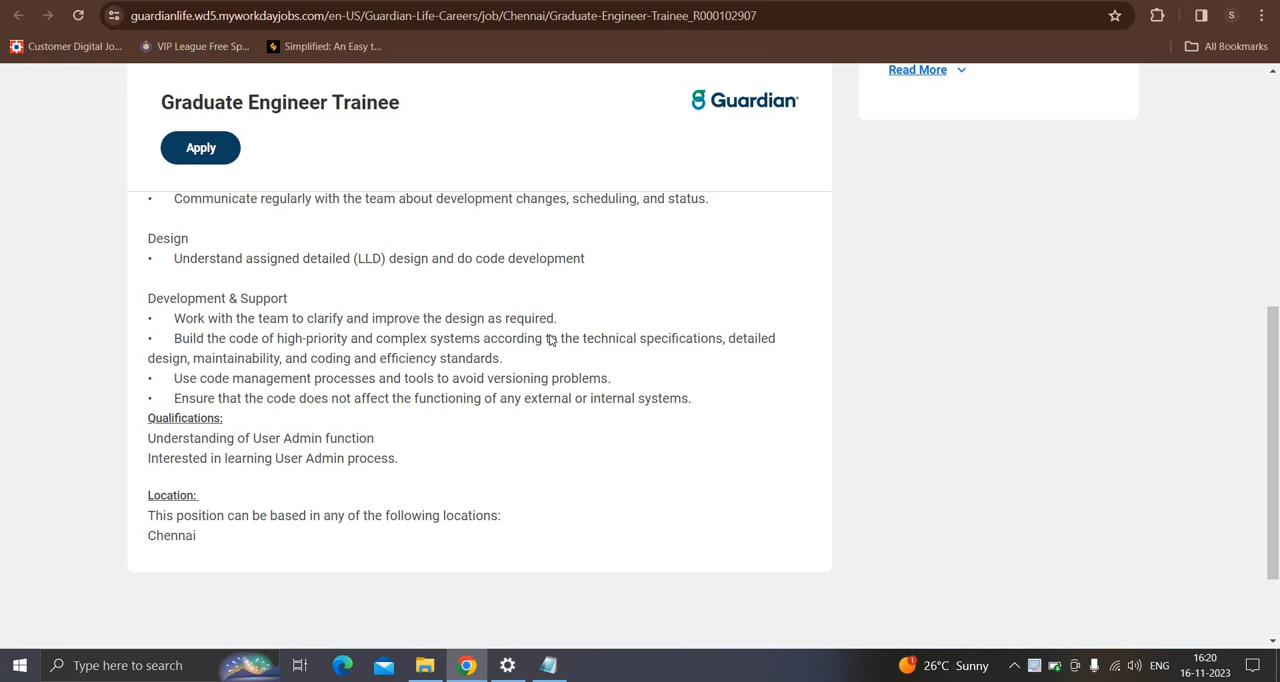 guardianlife.wd5.myworkdayjobs.com/en-US/Guardian-Life-Careers/job/Chennai/Graduate-Engineer-Trainee_R000102907
S
Customer Digital Jo...
VIP League Free Sp...
Simplified: An Easy t...
All Bookmarks
Read More
Graduate Engineer Trainee
Guardian
Apply
• Communicate regularly with the team about development changes, scheduling, and status.
Design
• Understand assigned detailed (LLD) design and do code development
Development & Support
• Work with the team to clarify and improve the design as required.
• Build the code of high-priority and complex systems according to the technical specifications, detailed
design, maintainability, and coding and efficiency standards.
• Use code management processes and tools to avoid versioning problems.
• Ensure that the code does not affect the functioning of any external or internal systems.
Qualifications:
Understanding of User Admin function
Interested in learning User Admin process.
Location:
This position can be based in any of the following locations:
Chennai
Type here to search
1
26°C Sunny
ENG
16:20
16-11-2023